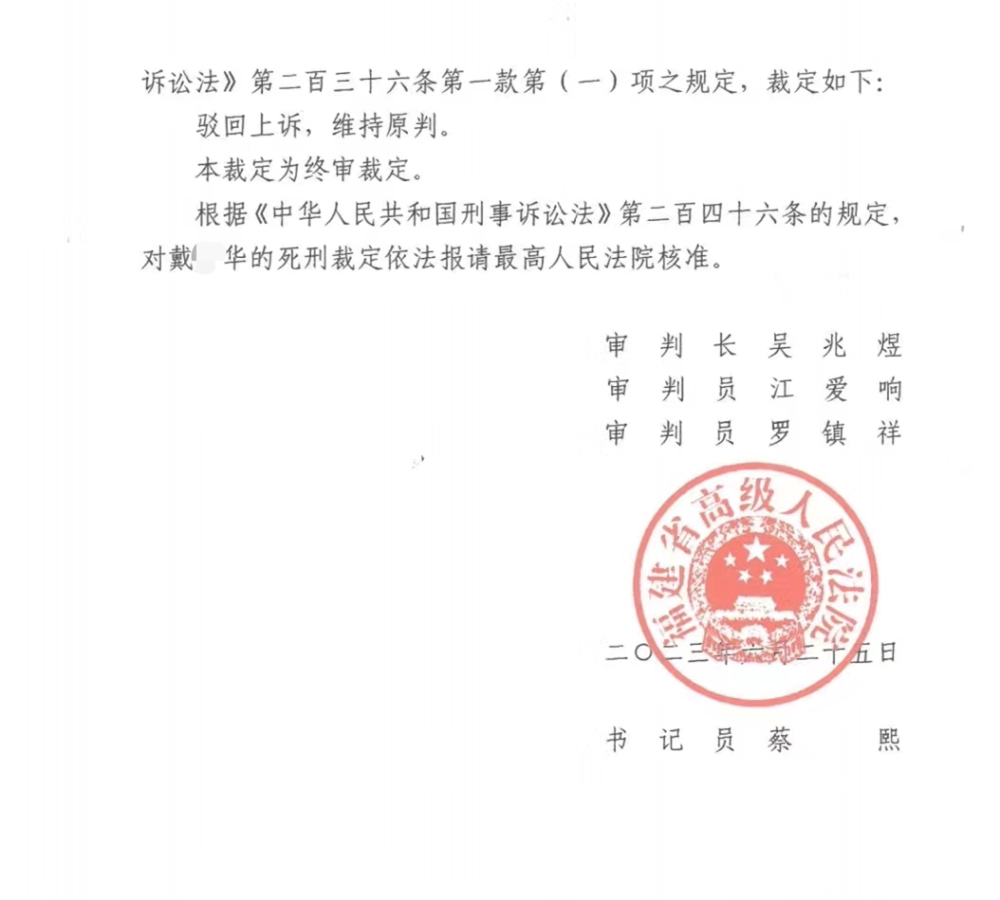 诉讼法》第二百三十六条第一款第（一）项之规定，裁定如下：
驳回上诉，维持原判。
本裁定为终审裁定。
根据《中华人民共和国刑事诉讼法》第二百四十六条的规定，
对戴 华的死刑裁定依法报请最高人民法院核准。
审 判 长 吴 兆 煜
审 判 员 江 爱 响
审 判 员 罗 镇 祥
福建省高级人民法院
二〇二三年 月二十五日
书 记 员 蔡 熙